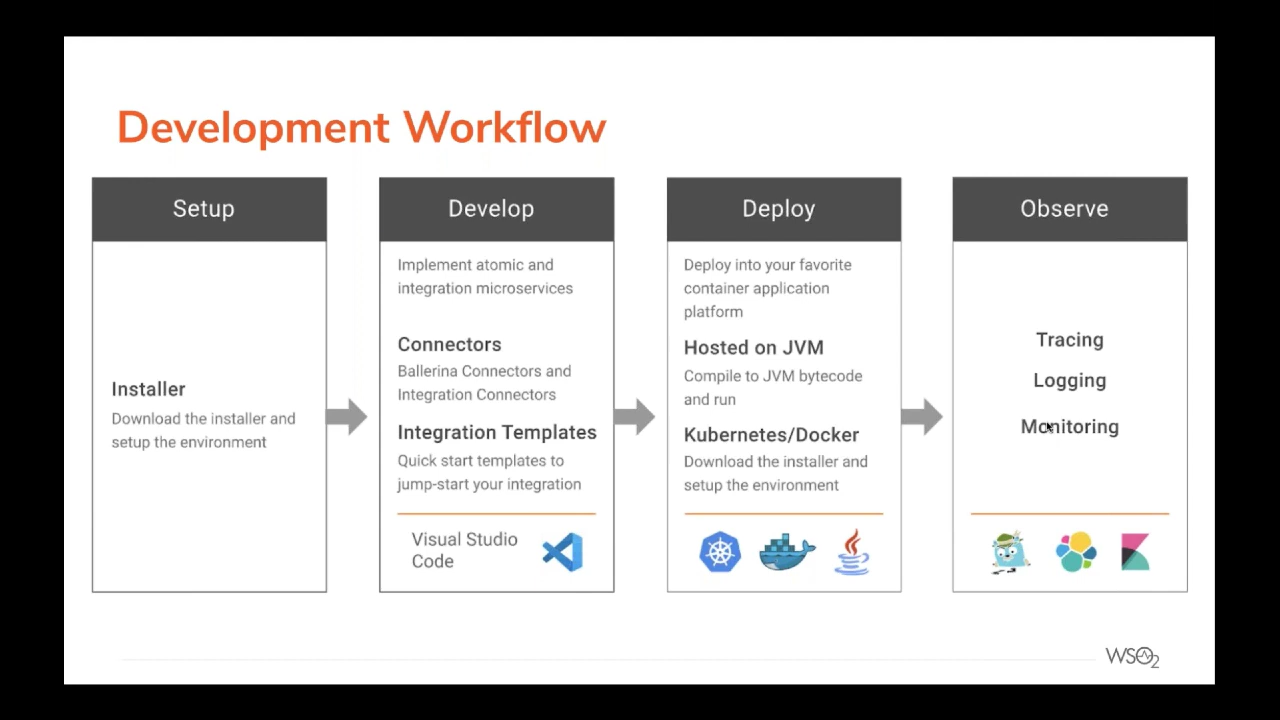 Development Workflow
Setup
Installer
Download the installer and
setup the environment
Develop
Implement atomic and
integration microservices
Connectors
Ballerina Connectors and
Integration Connectors
Integration Templates
Quick start templates to
jump-start your integration
Visual Studio
Code
Deploy
Deploy into your favorite
container application
platform
Hosted on JVM
Compile to JVM bytecode
and run
Kubernetes/Docker
Download the installer and
setup the environment
Observe
Tracing
Logging
Monitoring
WSO2